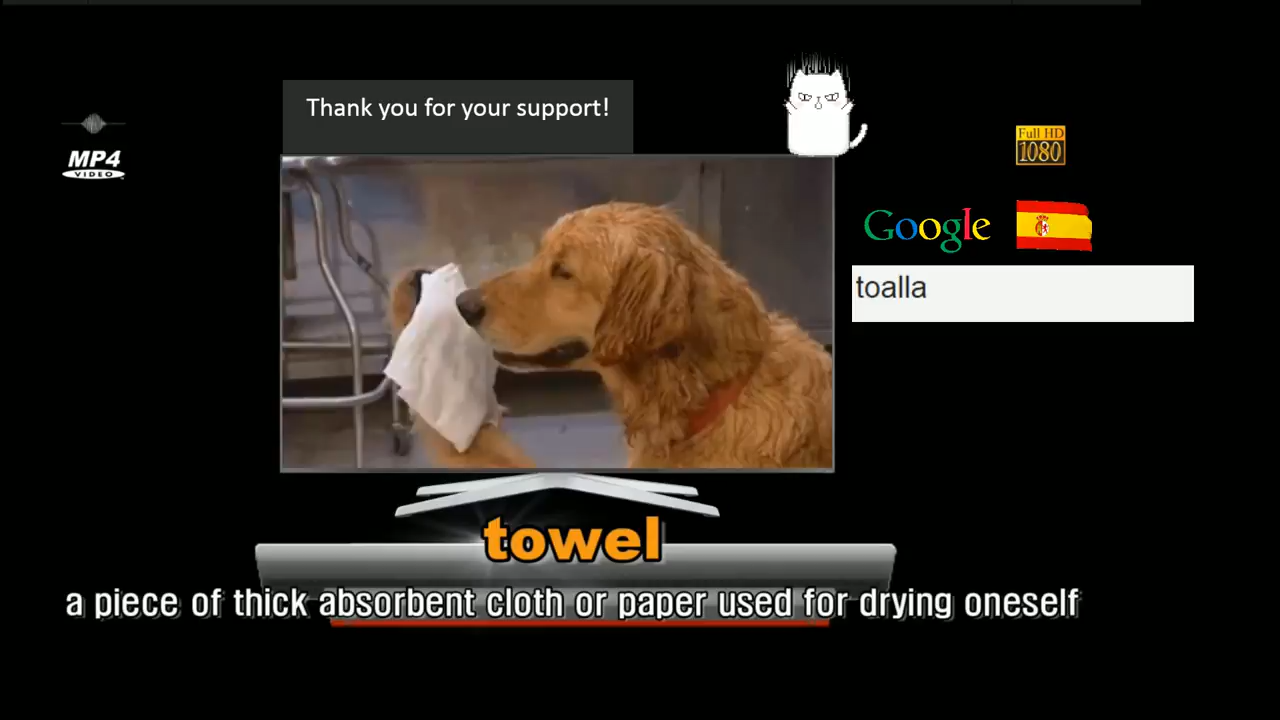 Thank you for your support!
MP4
VIDEO
Full HD
1080
Google
toalla
towel
a piece of thick absorbent cloth or paper used for drying oneself